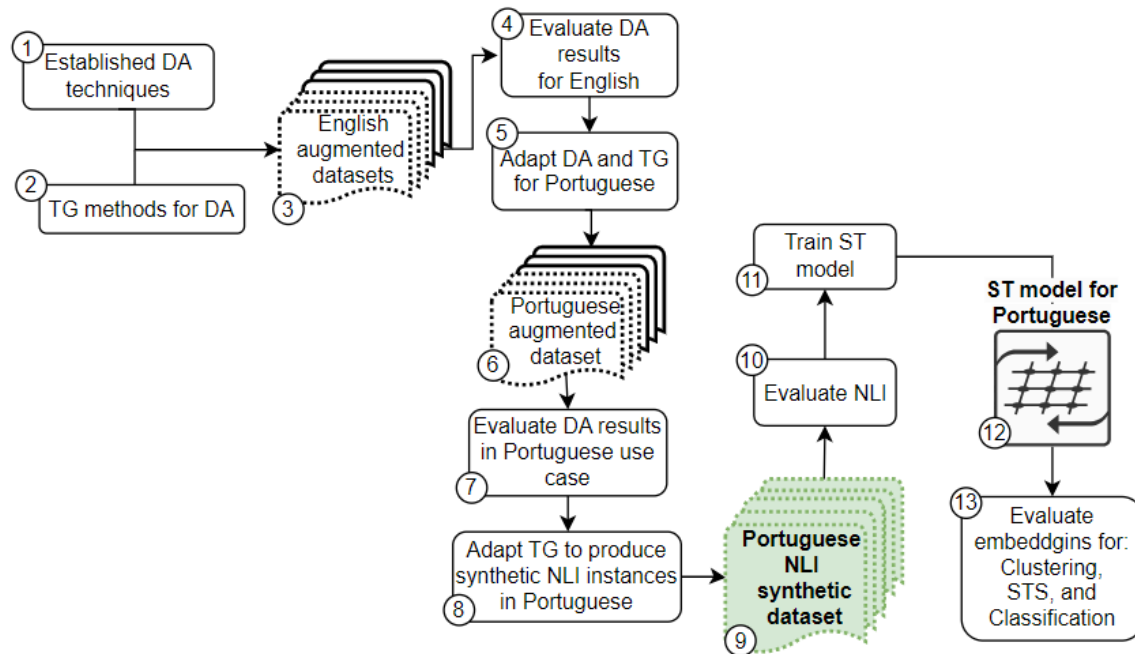 1
Established DA
techniques
2
TG methods for DA
English
augmented
datasets
3
4
Evaluate DA
results
for English
5
Adapt DA and TG
for Portuguese
Portuguese
augmented
dataset
6
Evaluate DA results
in Portuguese use
case
7
Adapt TG to produce
synthetic NLI instances
in Portuguese
8
Portuguese
NLI
synthetic
dataset
9
10
Evaluate NLI
Train ST
model
11
ST model for
Portuguese
12
13
Evaluate
embeddgins for:
Clustering,
STS, and
Classification